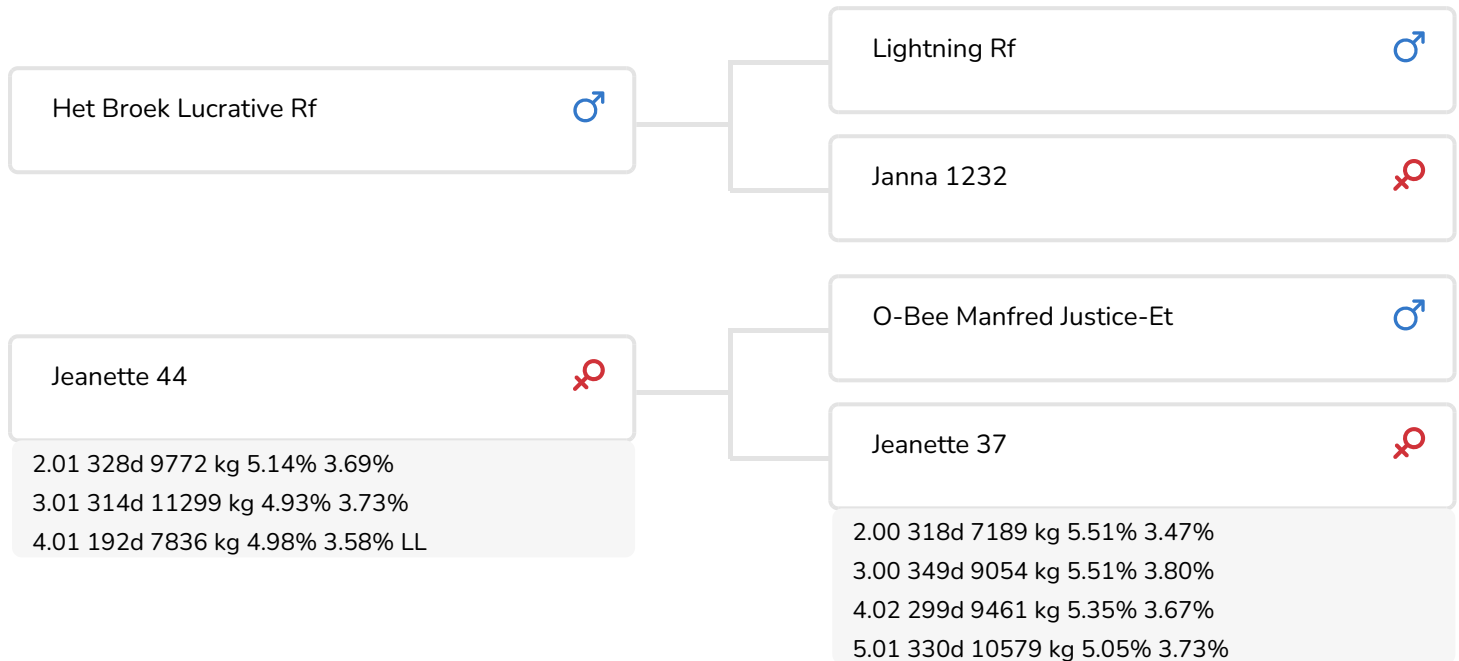 Het Broek Lucrative Rf
Lightning Rf
Janna 1232
Jeanette 44
2.01 328d 9772 kg 5.14% 3.69%
3.01 314d 11299 kg 4.93% 3.73%
4.01 192d 7836 kg 4.98% 3.58% LL
O-Bee Manfred Justice-Et
Jeanette 37
2.00 318d 7189 kg 5.51% 3.47%
3.00 349d 9054 kg 5.51% 3.80%
4.02 299d 9461 kg 5.35% 3.67%
5.01 330d 10579 kg 5.05% 3.73%